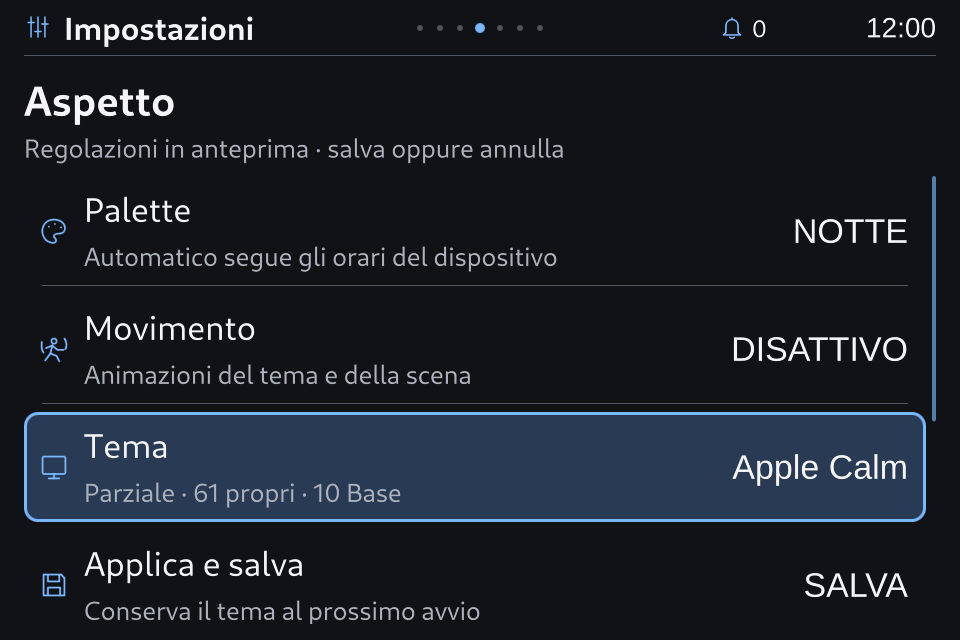 Impostazioni
0
12:00
Aspetto
Regolazioni in anteprima · salva oppure annulla
Palette
NOTTE
Automatico segue gli orari del dispositivo
Movimento
DISATTIVO
Animazioni del tema e della scena
Tema
Apple Calm
Parziale · 61 propri · 10 Base
Applica e salva
SALVA
Conserva il tema al prossimo avvio